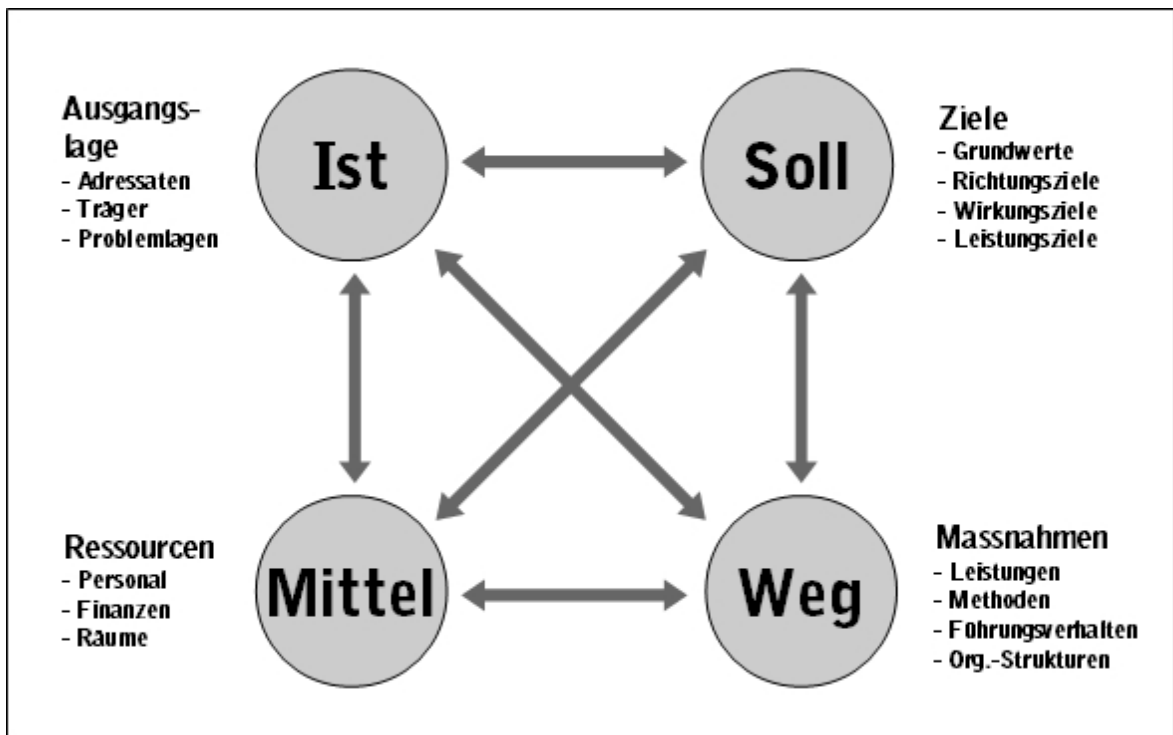 Ausgangs-
lage
- Adressaten
- Träger
- Problemlagen
Ist
Soll
Ziele
- Grundwerte
- Richtungsziele
- Wirkungsziele
- Leistungsziele
Ressourcen
- Personal
- Finanzen
- Räume
Mittel
Weg
Massnahmen
- Leistungen
- Methoden
- Führungsverhalten
- Org.-Strukturen